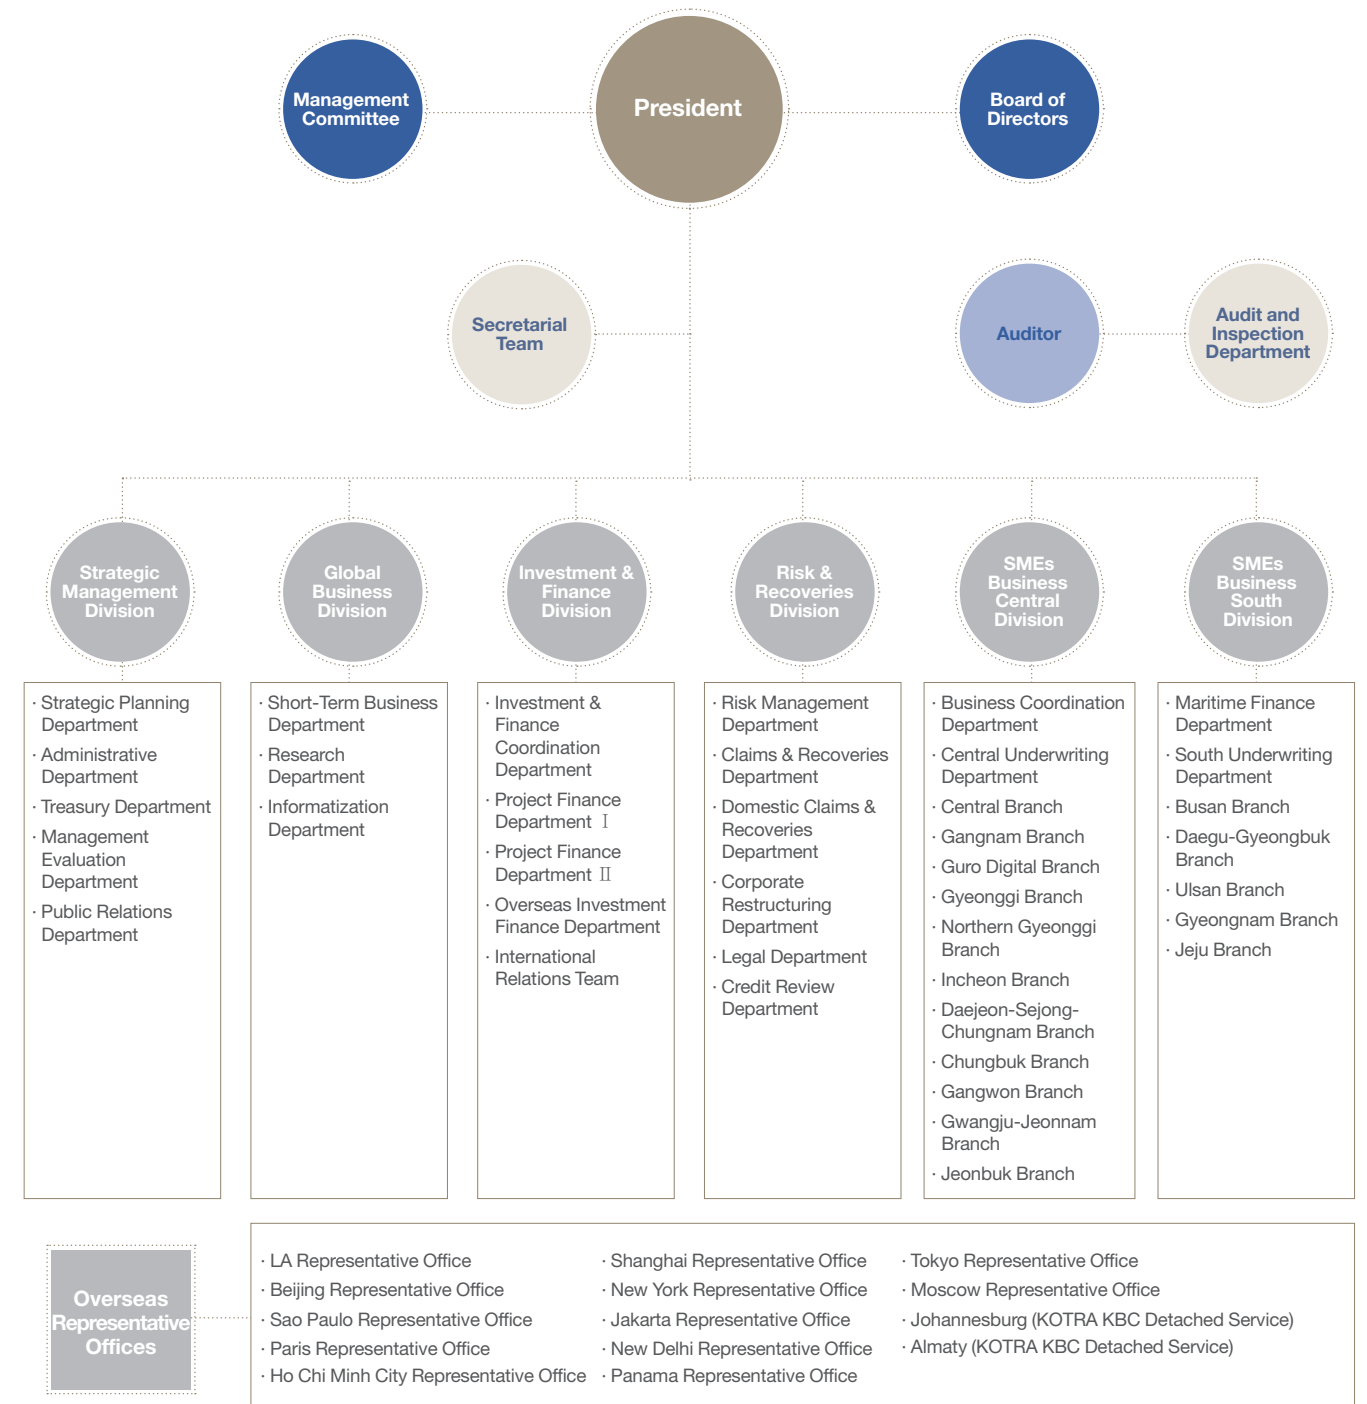 Management
Committee
President
Board of
Directors
Secretarial
Team
Auditor
Audit and
Inspection
Department
Strategic
Management
Division
Global
Business
Division
Investment &
Finance
Division
Risk &
Recoveries
Division
SMEs
Business
Central
Division
SMEs
Business
South
Division
· Strategic Planning
Department
· Administrative
Department
· Treasury Department
· Management
Evaluation
Department
· Public Relations
Department
· Short-Term Business
Department
· Research
Department
· Informatization
Department
· Investment &
Finance
Coordination
Department
· Project Finance
Department Ⅰ
· Project Finance
Department Ⅱ
· Overseas Investment
Finance Department
· International
Relations Team
· Risk Management
Department
· Claims & Recoveries
Department
· Domestic Claims &
Recoveries
Department
· Corporate
Restructuring
Department
· Legal Department
· Credit Review
Department
· Business Coordination
Department
· Central Underwriting
Department
· Central Branch
· Gangnam Branch
· Guro Digital Branch
· Gyeonggi Branch
· Northern Gyeonggi
Branch
· Incheon Branch
· Daejeon-Sejong-
Chungnam Branch
· Chungbuk Branch
· Gangwon Branch
· Gwangju-Jeonnam
Branch
· Jeonbuk Branch
· Maritime Finance
Department
· South Underwriting
Department
· Busan Branch
· Daegu-Gyeongbuk
Branch
· Ulsan Branch
· Gyeongnam Branch
· Jeju Branch
Overseas
Representative
Offices
· LA Representative Office
· Beijing Representative Office
· Sao Paulo Representative Office
· Paris Representative Office
· Ho Chi Minh City Representative Office
· Shanghai Representative Office
· New York Representative Office
· Jakarta Representative Office
· New Delhi Representative Office
· Panama Representative Office
· Tokyo Representative Office
· Moscow Representative Office
· Johannesburg (KOTRA KBC Detached Service)
· Almaty (KOTRA KBC Detached Service)